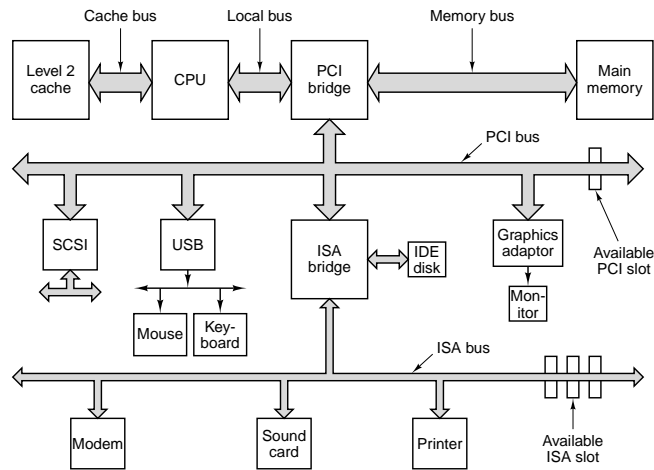 Cache bus
Local bus
Memory bus
Level 2
cache
CPU
PCI
bridge
Main
memory
PCI bus
SCSI
USB
ISA
bridge
IDE
disk
Graphics
adaptor
Available
PCI slot
Mon-
itor
Mouse
Key-
board
ISA bus
Modem
Sound
card
Printer
Available
ISA slot